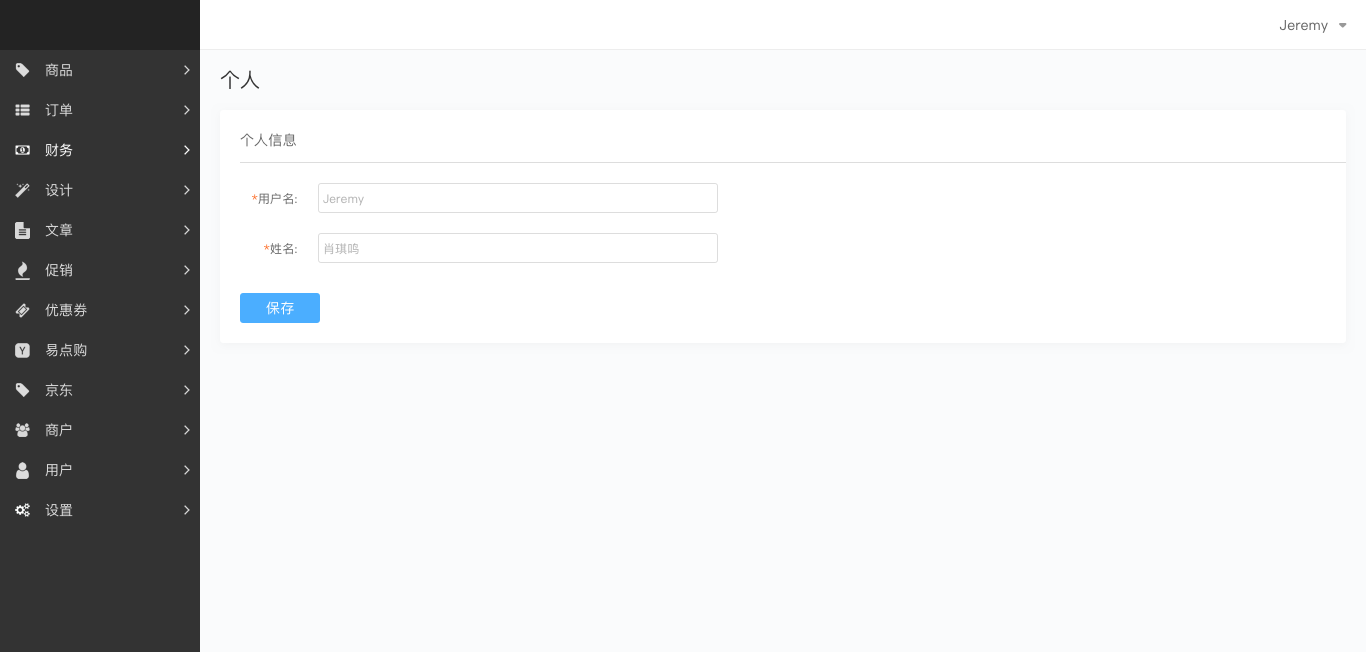 Jeremy
商品
订单
财务
设计
文章
促销
优惠券
易点购
京东
商户
用户
设置
个人
个人信息
*用户名: Jeremy
*姓名: 肖琪鸣
保存